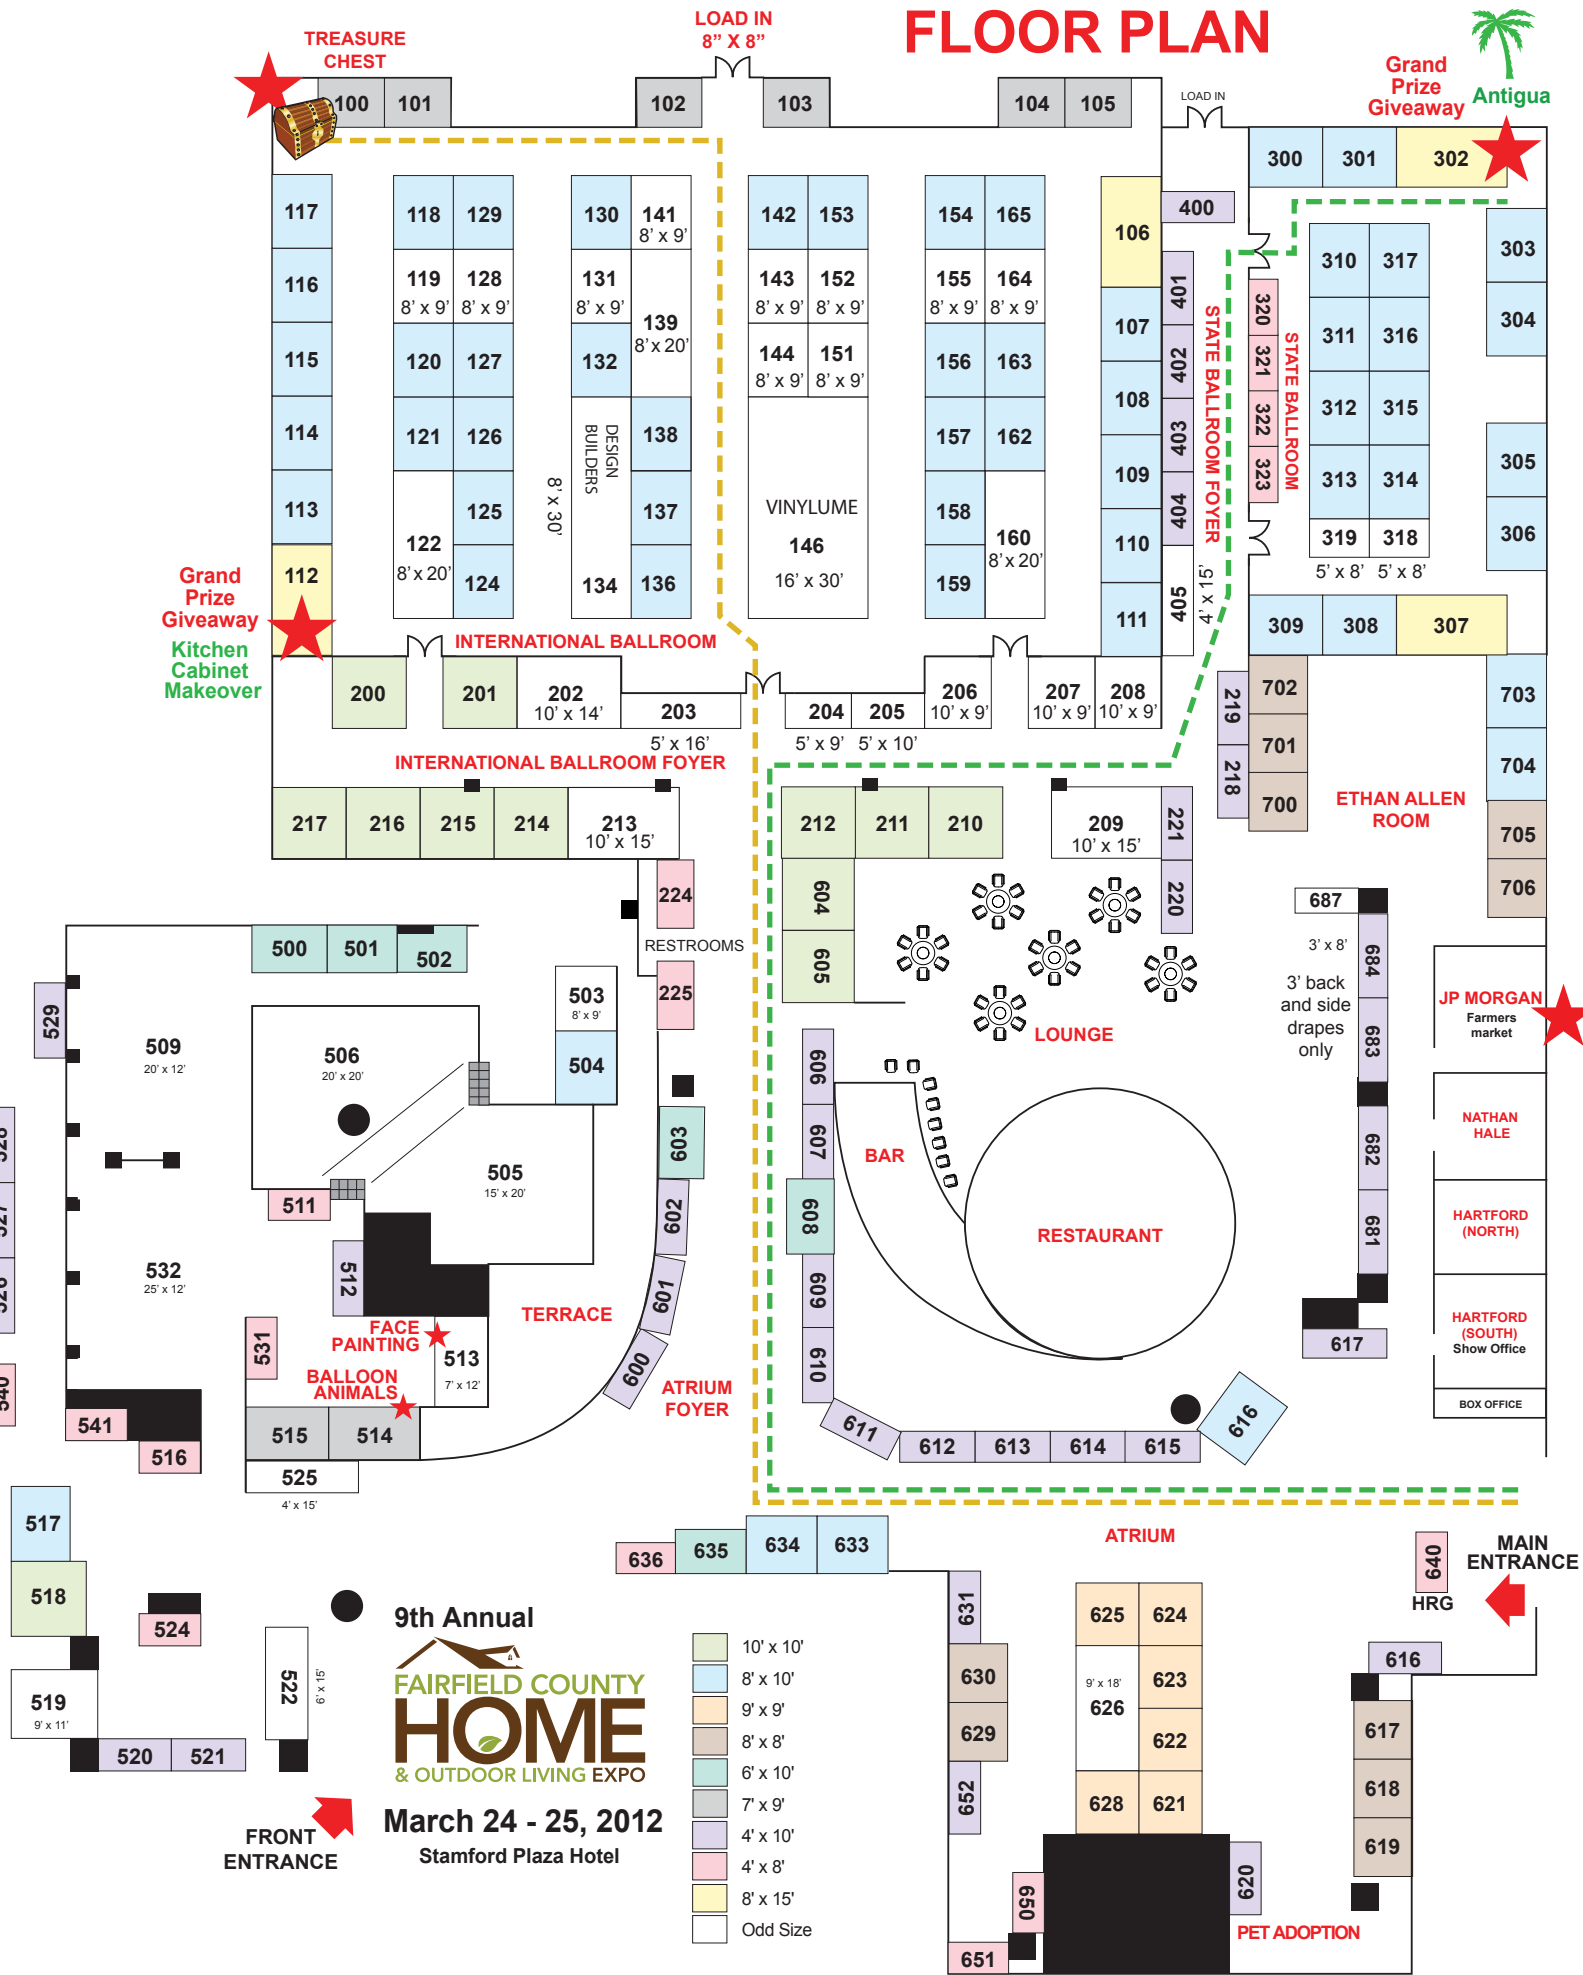 FLOOR PLAN
LOAD IN
8” X 8”
TREASURE
CHEST
Grand
Prize
Giveaway
Antigua
LOAD IN
100
101
102
103
104
105
300
301
302
117
118
129
130
141
8’ x 9’
142
153
154
165
106
400
303
116
119
8’ x 9’
128
8’ x 9’
131
8’ x 9’
139
8’ x 20’
143
8’ x 9’
152
8’ x 9’
155
8’ x 9’
164
8’ x 9’
401
310
317
304
115
120
127
132
144
8’ x 9’
151
8’ x 9’
156
163
107
402
320
321
322
323
STATE BALLROOM FOYER
STATE BALLROOM
311
316
114
121
126
DESIGN
BUILDERS
8’ x 30’
134
138
157
162
108
403
312
315
305
113
122
8’ x 20’
125
137
VINYLUME
146
16’ x 30’
158
160
8’ x 20’
109
404
313
314
306
112
124
136
159
110
111
405
4’ x 15’
319
5’ x 8’
318
5’ x 8’
309
308
307
Grand
Prize
Giveaway
Kitchen
Cabinet
Makeover
INTERNATIONAL BALLROOM
200
201
202
10’ x 14’
203
5’ x 16’
204
5’ x 9’
205
5’ x 10’
206
10’ x 9’
207
10’ x 9’
208
10’ x 9’
219
218
702
701
700
703
704
705
706
ETHAN ALLEN
ROOM
INTERNATIONAL BALLROOM FOYER
217
216
215
214
213
10’ x 15’
212
211
210
209
10’ x 15’
221
220
224
RESTROOMS
225
604
605
LOUNGE
687
3’ x 8’
3’ back
and side
drapes
only
684
683
682
681
617
JP MORGAN
Farmers
market
NATHAN
HALE
HARTFORD
(NORTH)
HARTFORD
(SOUTH)
Show Office
BOX OFFICE
500
501
502
503
8’ x 9’
504
529
509
20’ x 12’
506
20’ x 20’
505
15’ x 20’
511
512
532
25’ x 12’
531
FACE
PAINTING
BALLOON
ANIMALS
513
7’ x 12’
TERRACE
541
516
515
514
525
4’ x 15’
603
602
601
600
ATRIUM
FOYER
606
607
608
609
610
611
612
613
614
615
616
BAR
RESTAURANT
517
518
519
9’ x 11’
520
521
524
522
6’ x 15’
FRONT
ENTRANCE
636
635
634
633
ATRIUM
640
HRG
MAIN
ENTRANCE
631
630
629
652
625
624
9’ x 18’
626
623
622
628
621
616
617
618
619
620
650
651
PET ADOPTION
9th Annual
FAIRFIELD COUNTY
HOME
& OUTDOOR LIVING EXPO
March 24 - 25, 2012
Stamford Plaza Hotel
10' x 10'
8' x 10'
9' x 9'
8' x 8'
6' x 10'
7' x 9'
4' x 10'
4' x 8'
8' x 15'
Odd Size